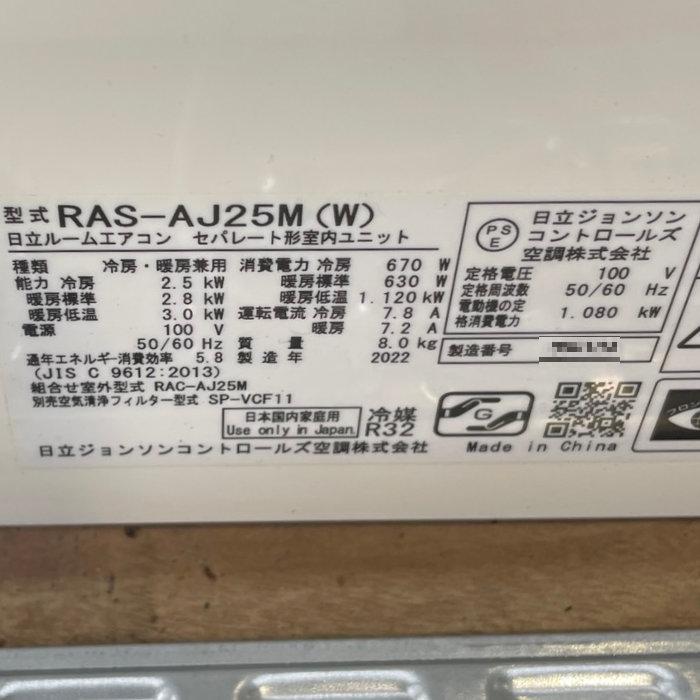 型式 RAS-AJ25M(W)
日立ルームエアコン セパレート形室内ユニット
種類 冷房・暖房兼用
能力 冷房 2.5 kW
暖房標準 2.8 kW
暖房低温 3.0 kW
電源 100 V
50/60 Hz
通年エネルギー消費効率 5.8
(JIS C 9612:2013)
消費電力 冷房 670 W
暖房標準 630 W
暖房低温 1.120 kW
運転電流 冷房 7.8 A
暖房 7.2 A
質量 8.0 kg
製造年 2022
組合せ室外型式 RAC-AJ25M
別売空気清浄フィルター型式 SP-VCF11
日本国内家庭用
Use only in Japan
冷媒
R32
日立ジョンソンコントロールズ空調株式会社
PS
E
日立ジョンソン
コントロールズ
空調株式会社
定格電圧 100 V
定格周波数 50/60 Hz
電動機の定
格消費電力 1.080 kW
製造番号
G
Made in China
フロン